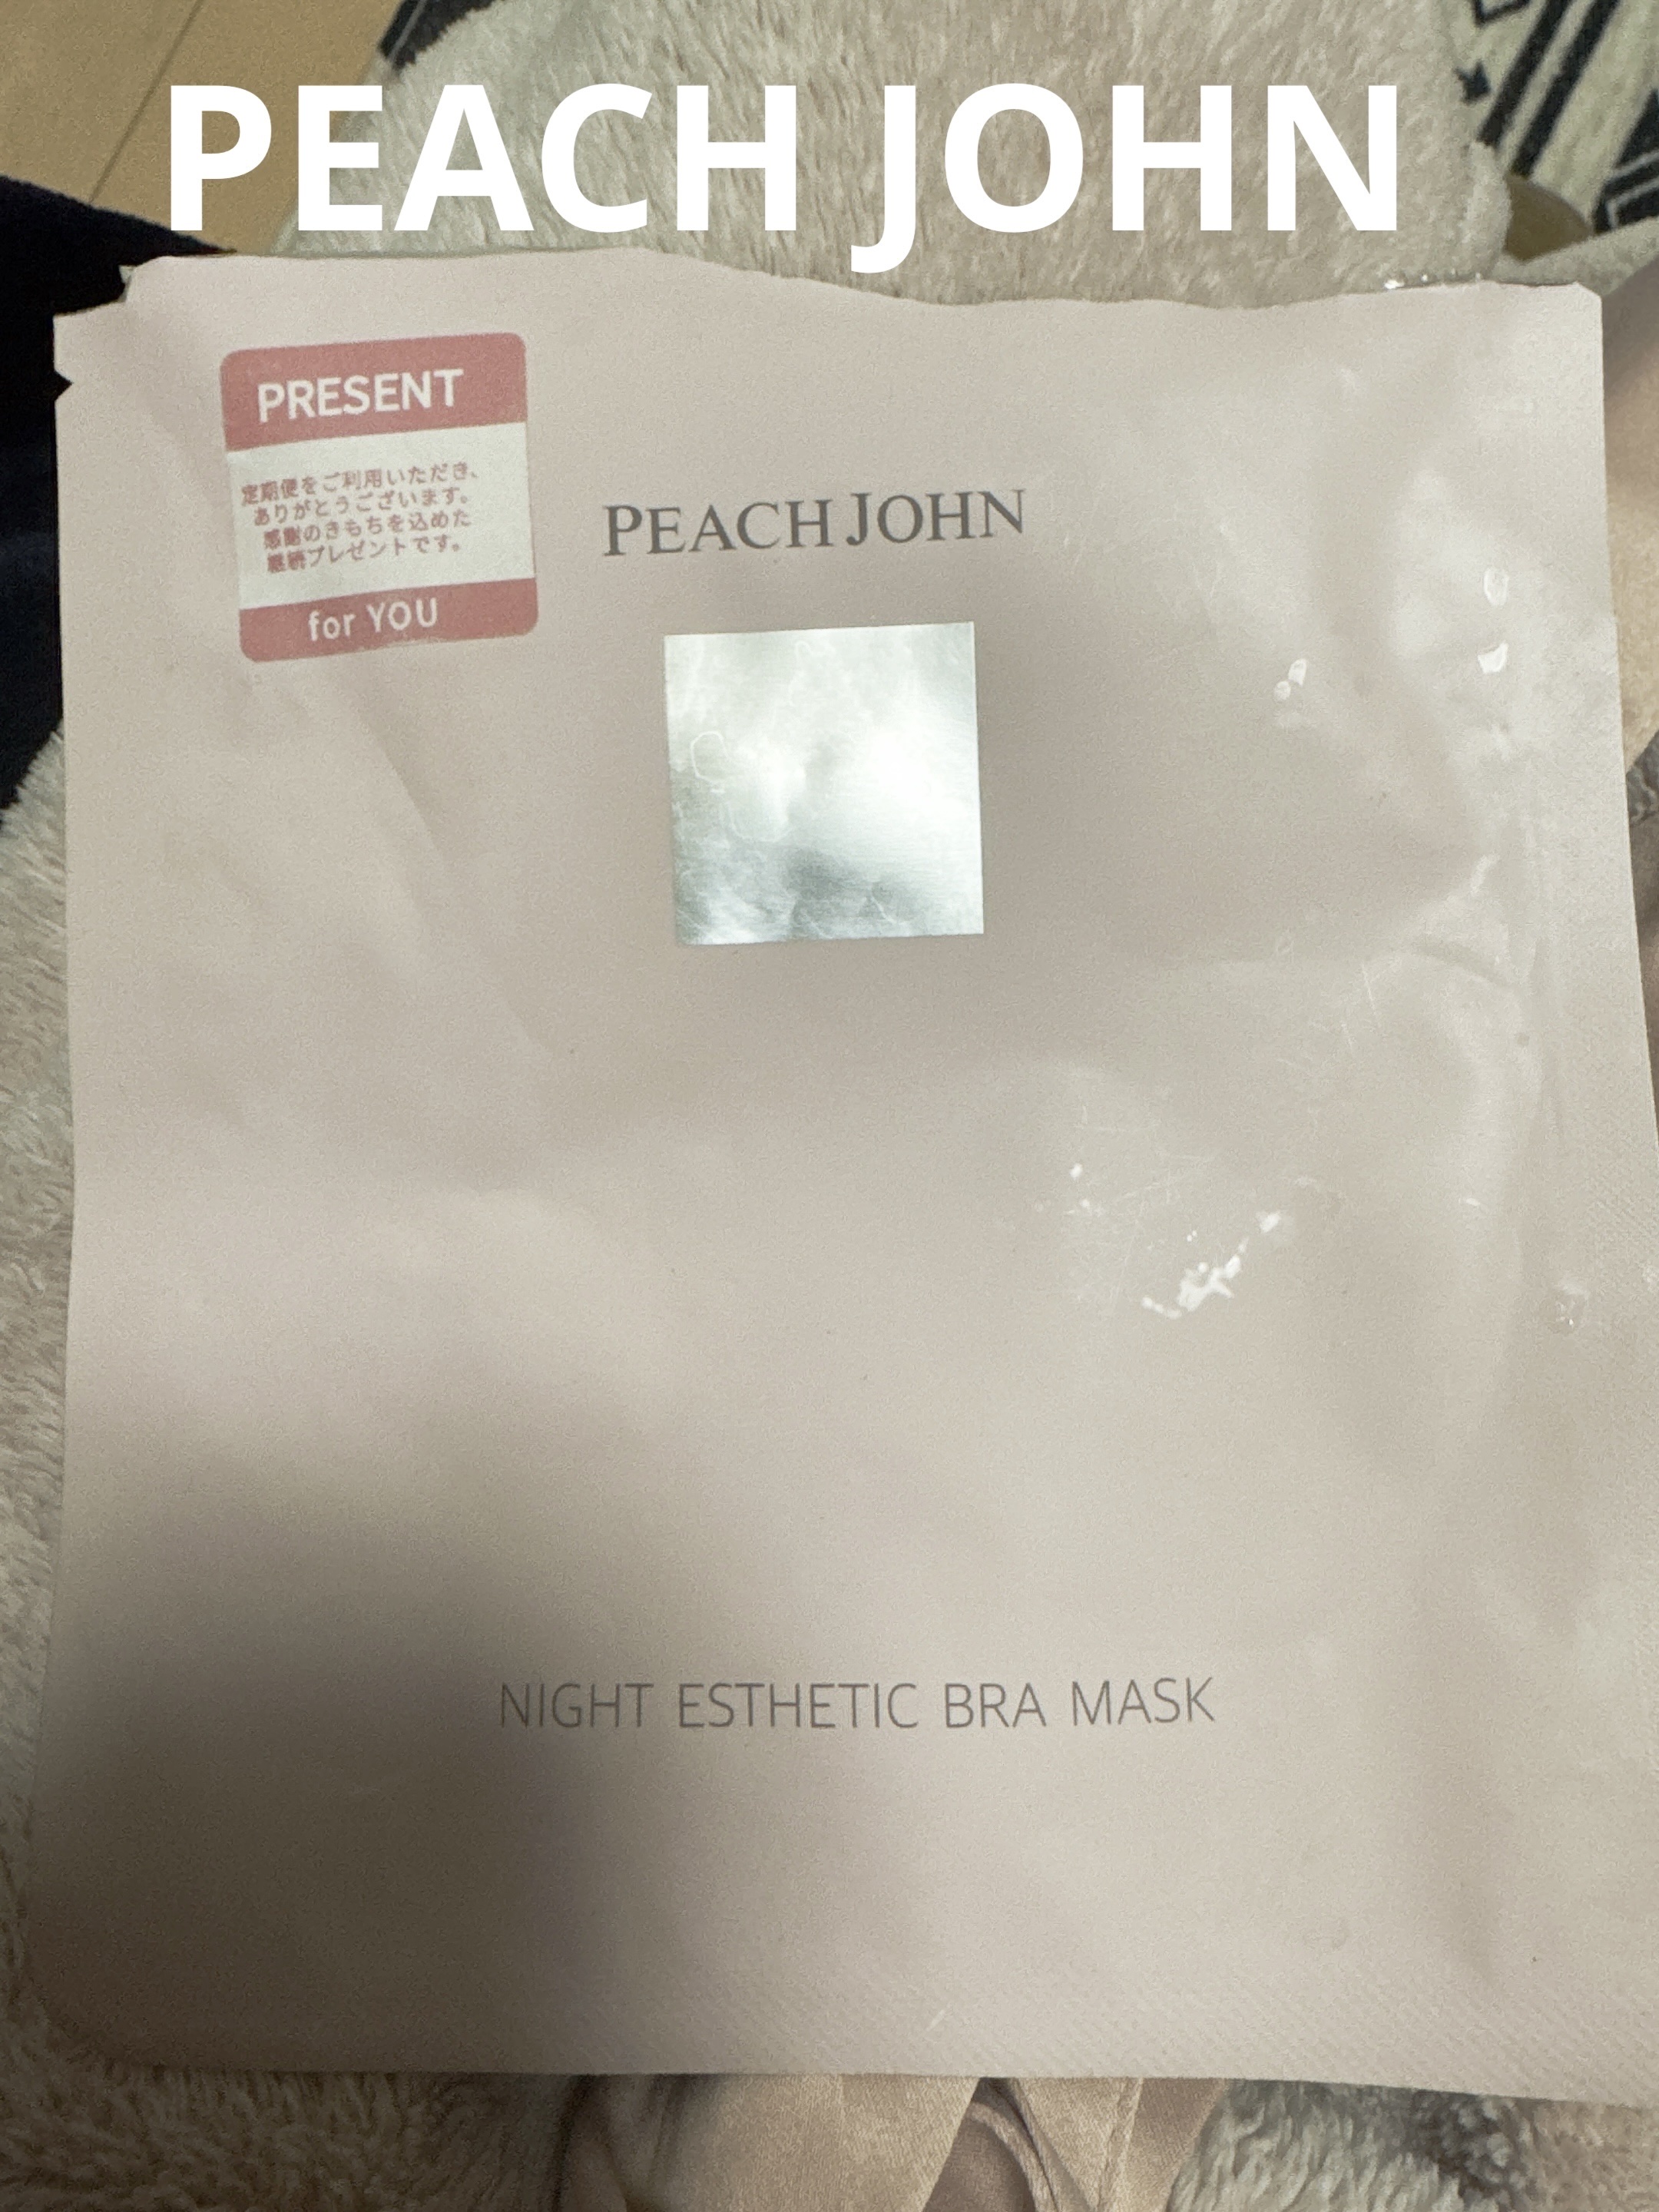 PEACH JOHN
PRESENT
定期便をご利用いただき、
ありがとうございます。
感謝のきもちを込めた
継続プレゼントです。
for YOU
PEACH JOHN
NIGHT ESTHETIC BRA MASK